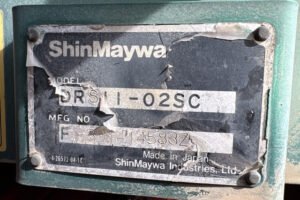 ShinMaywa
MODEL
DRS11-02SC
MFG NO
Made in Japan
ShinMaywa Industries, Ltd.